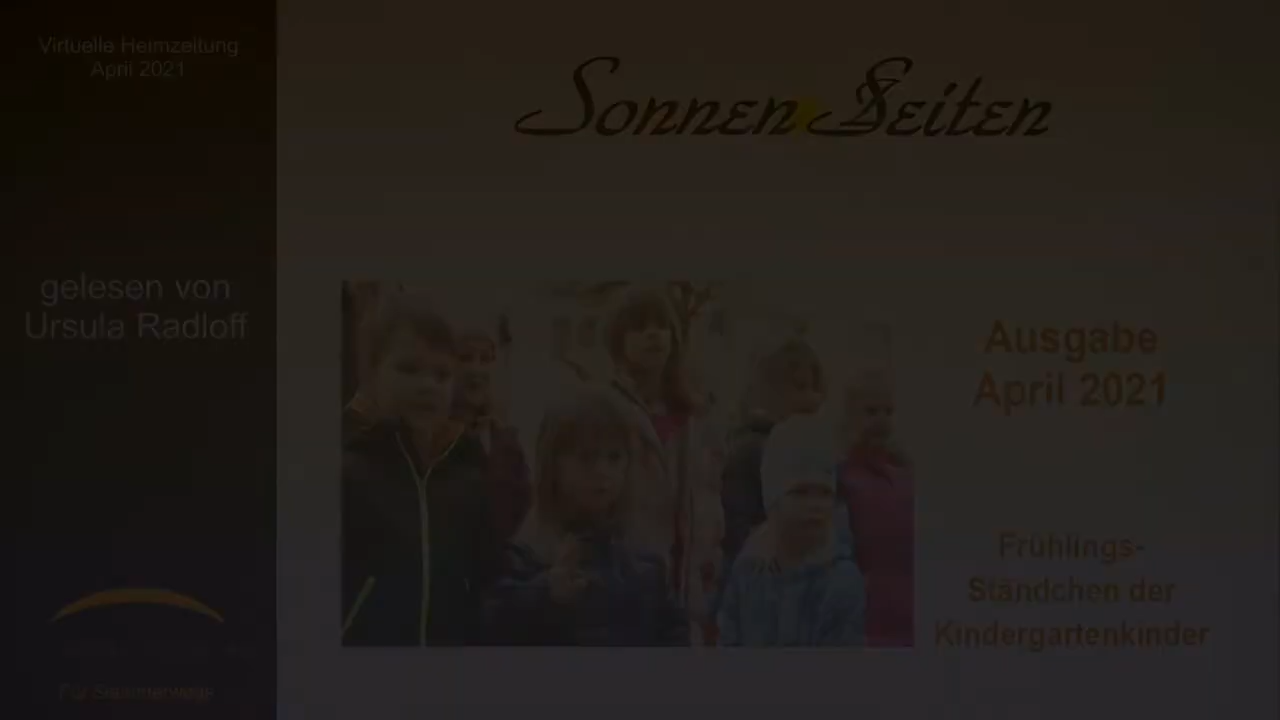 Virtuelle Heimzeitung
April 2021
gelesen von
Ursula Radloff
Sonnen Seiten
Ausgabe
April 2021
Frühlings-
Ständchen der
Kindergartenkinder